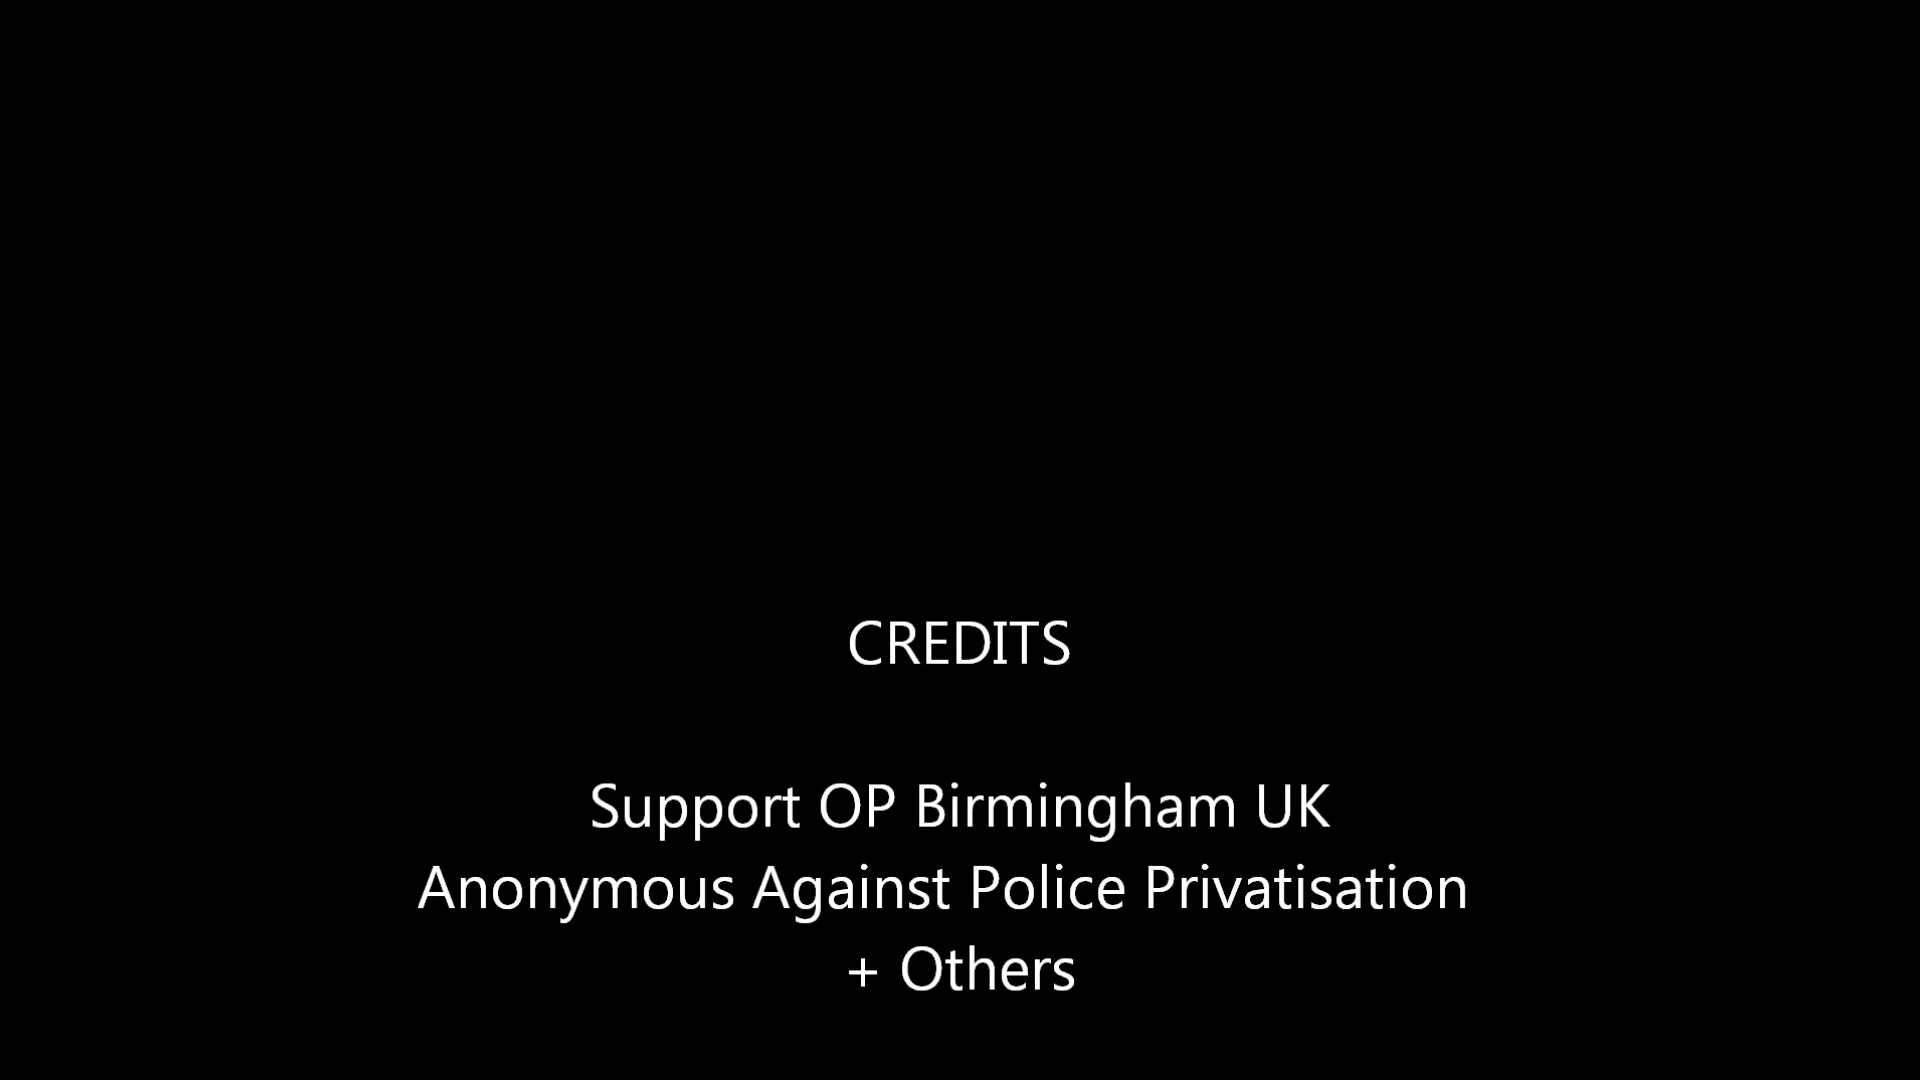 CREDITS
Support OP Birmingham UK
Anonymous Against Police Privatisation
+ Others